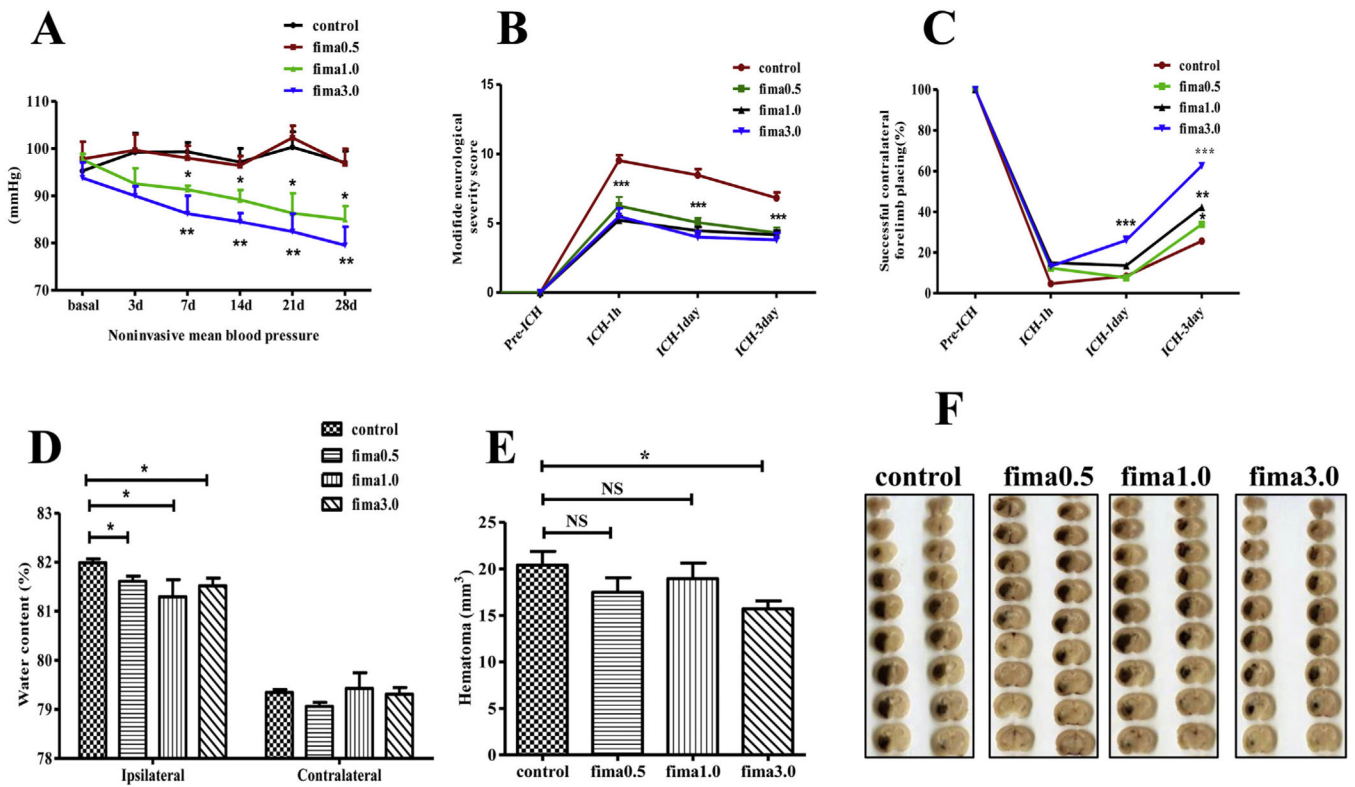 A
control
fima0.5
fima1.0
fima3.0
110
100
90
80
70
(mmHg)
*
*
*
*
**
**
**
**
basal 3d 7d 14d 21d 28d
Noninvasive mean blood pressure
B
control
fima0.5
fima1.0
fima3.0
15
10
5
0
Modifide neurological
severity score
***
***
***
Pre-ICH
ICH-1h
ICH-1day
ICH-3day
C
control
fima0.5
fima1.0
fima3.0
100
80
60
40
20
0
Successful contralateral
forelimb placing(%)
***
***
**
*
Pre-ICH
ICH-1h
ICH-1day
ICH-3day
D
control
fima0.5
fima1.0
fima3.0
*
*
*
83
82
81
80
79
78
Water content (%)
Ipsilateral Contralateral
E
*
NS
NS
25
20
15
10
5
0
Hematoma (mm³)
control fima0.5 fima1.0 fima3.0
F
control fima0.5 fima1.0 fima3.0